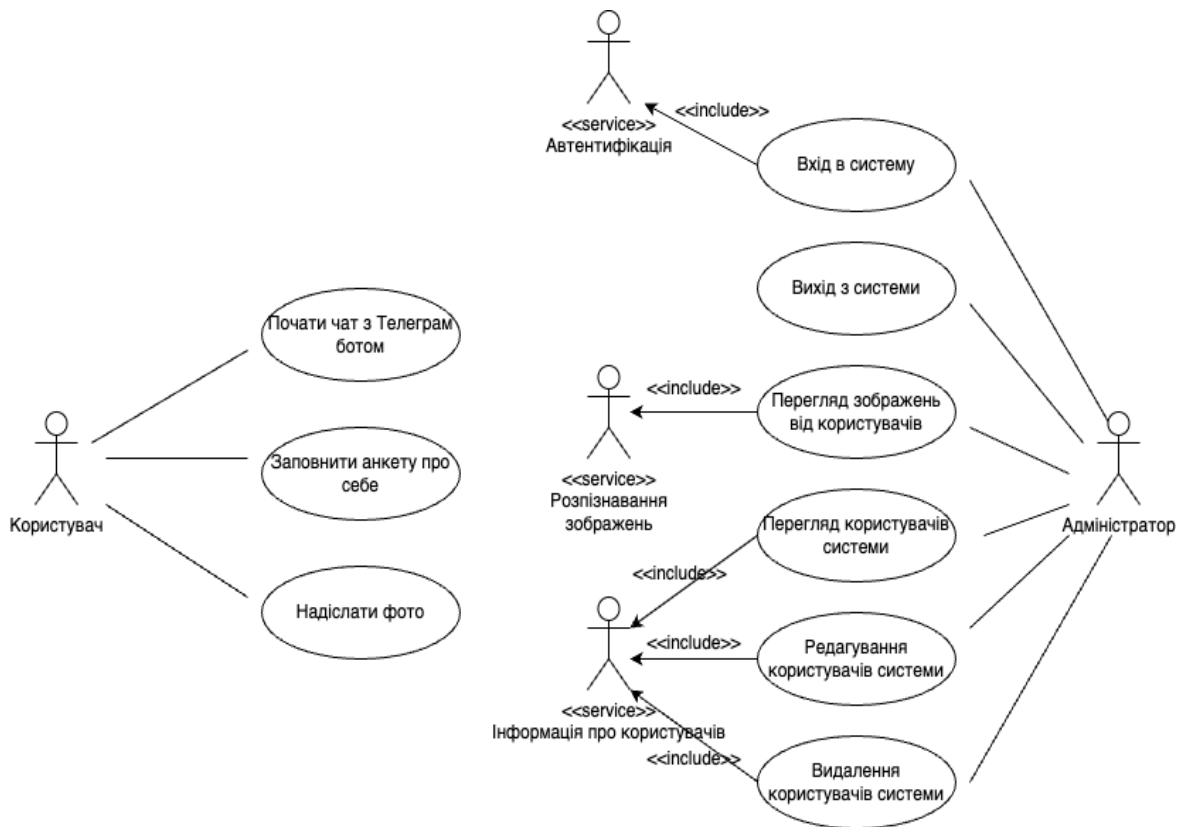 <<include>>
<<service>>
Автентифікація
Вхід в систему
Вихід з системи
Почати чат з Телеграм
ботом
<<include>>
Перегляд зображень
від користувачів
Заповнити анкету про
себе
<<service>>
Розпізнавання
зображень
Користувач
Адміністратор
Перегляд користувачів
системи
<<include>>
Надіслати фото
<<include>>
Редагування
користувачів системи
<<service>>
Інформація про користувачів
<<include>>
Видалення
користувачів системи